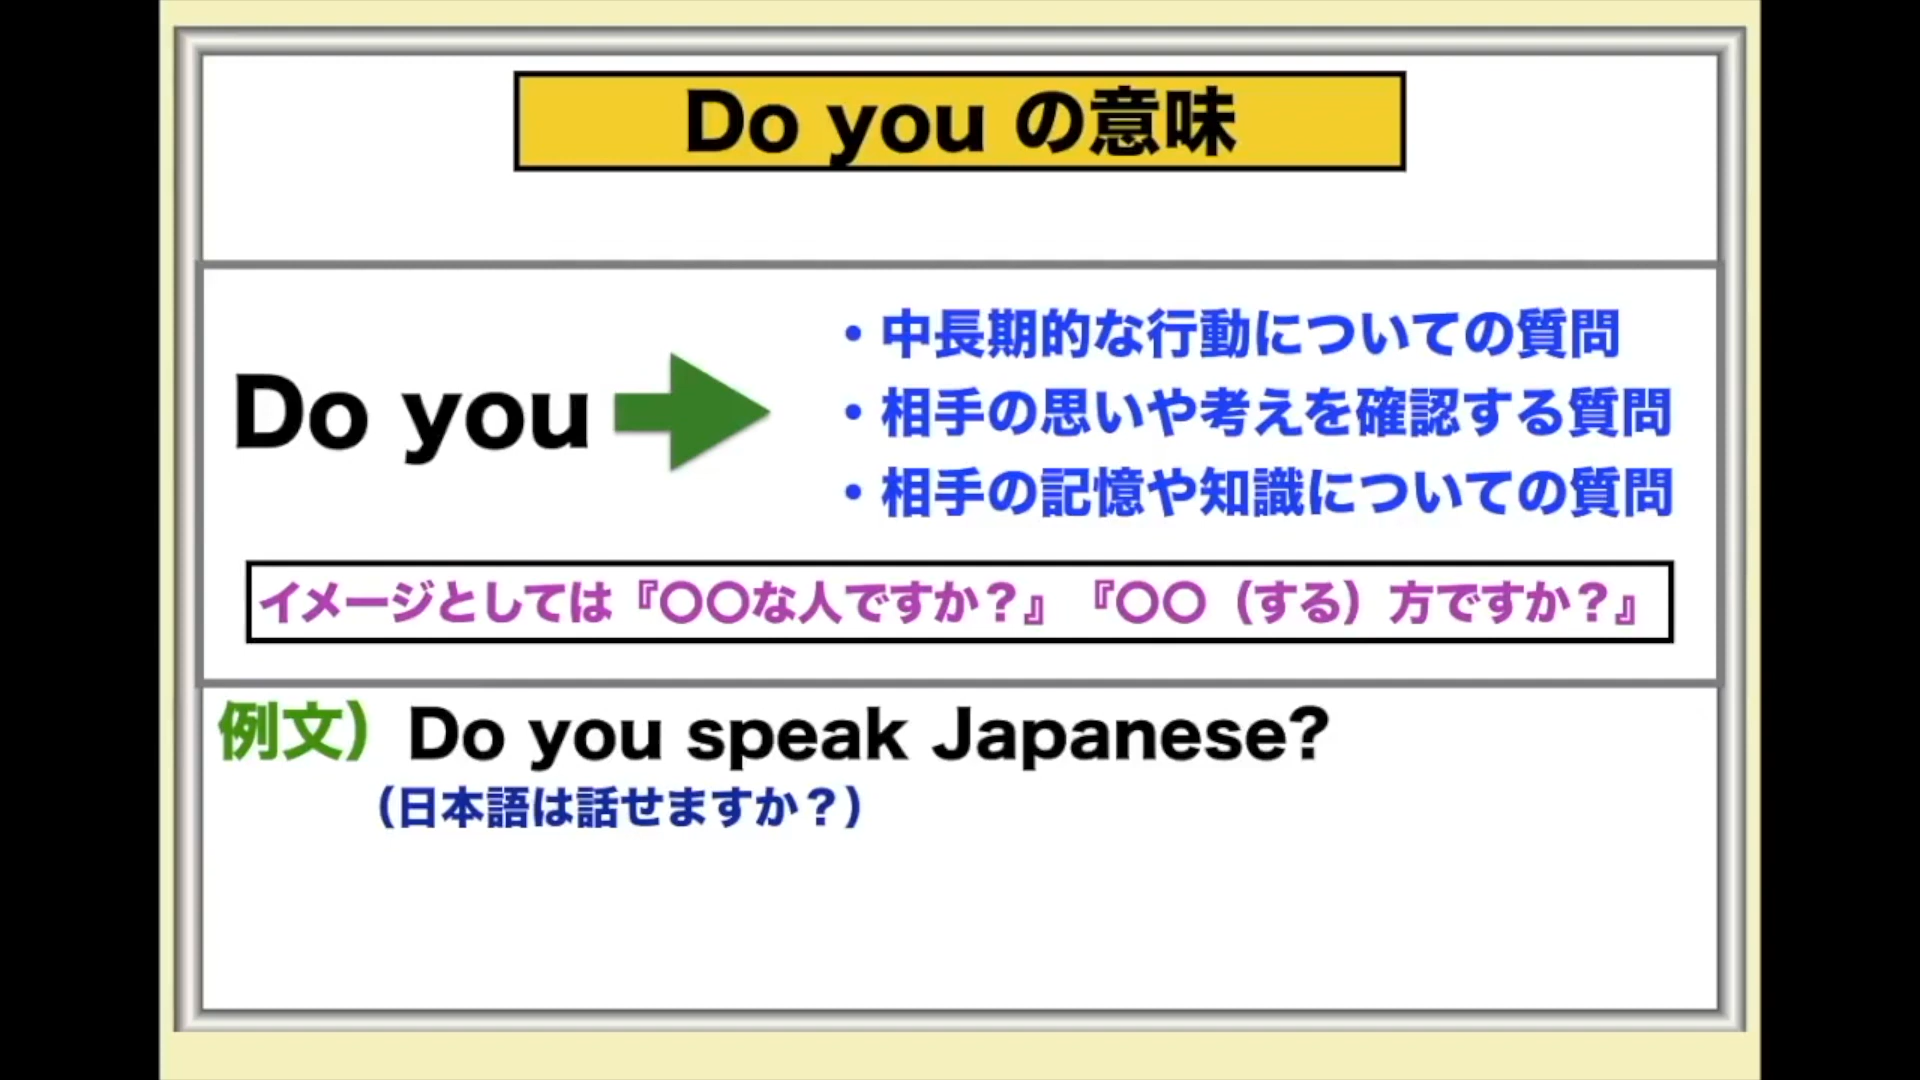 Do you の意味
Do you
・中長期的な行動についての質問
・相手の思いや考えを確認する質問
・相手の記憶や知識についての質問
イメージとしては『〇〇な人ですか？』『〇〇（する）方ですか？』
例文）Do you speak Japanese?
（日本語は話せますか？）